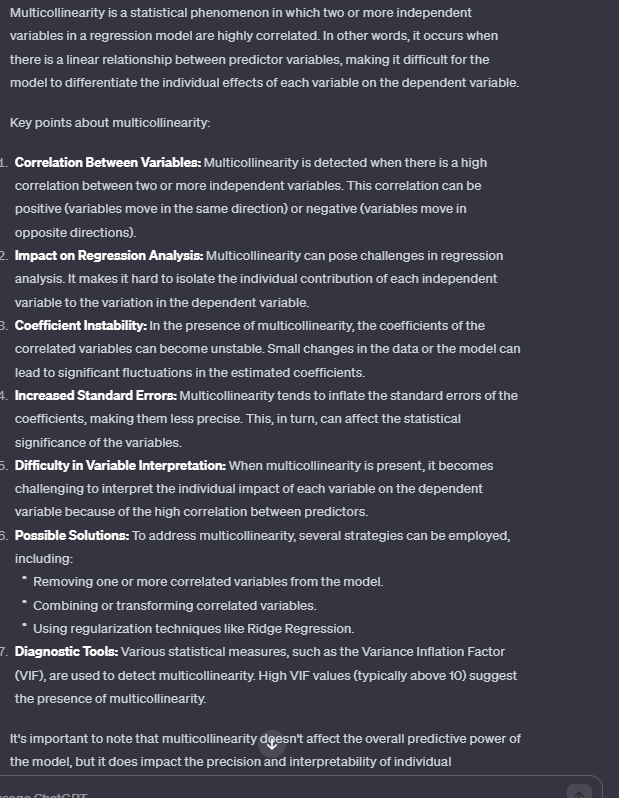 Multicollinearity is a statistical phenomenon in which two or more independent
variables in a regression model are highly correlated. In other words, it occurs when
there is a linear relationship between predictor variables, making it difficult for the
model to differentiate the individual effects of each variable on the dependent variable.
Key points about multicollinearity:
1. Correlation Between Variables: Multicollinearity is detected when there is a high
correlation between two or more independent variables. This correlation can be
positive (variables move in the same direction) or negative (variables move in
opposite directions).
2. Impact on Regression Analysis: Multicollinearity can pose challenges in regression
analysis. It makes it hard to isolate the individual contribution of each independent
variable to the variation in the dependent variable.
3. Coefficient Instability: In the presence of multicollinearity, the coefficients of the
correlated variables can become unstable. Small changes in the data or the model can
lead to significant fluctuations in the estimated coefficients.
4. Increased Standard Errors: Multicollinearity tends to inflate the standard errors of the
coefficients, making them less precise. This, in turn, can affect the statistical
significance of the variables.
5. Difficulty in Variable Interpretation: When multicollinearity is present, it becomes
challenging to interpret the individual impact of each variable on the dependent
variable because of the high correlation between predictors.
6. Possible Solutions: To address multicollinearity, several strategies can be employed,
including:
• Removing one or more correlated variables from the model.
• Combining or transforming correlated variables.
• Using regularization techniques like Ridge Regression.
7. Diagnostic Tools: Various statistical measures, such as the Variance Inflation Factor
(VIF), are used to detect multicollinearity. High VIF values (typically above 10) suggest
the presence of multicollinearity.
It's important to note that multicollinearity doesn't affect the overall predictive power of
the model, but it does impact the precision and interpretability of individual
ChatGPT